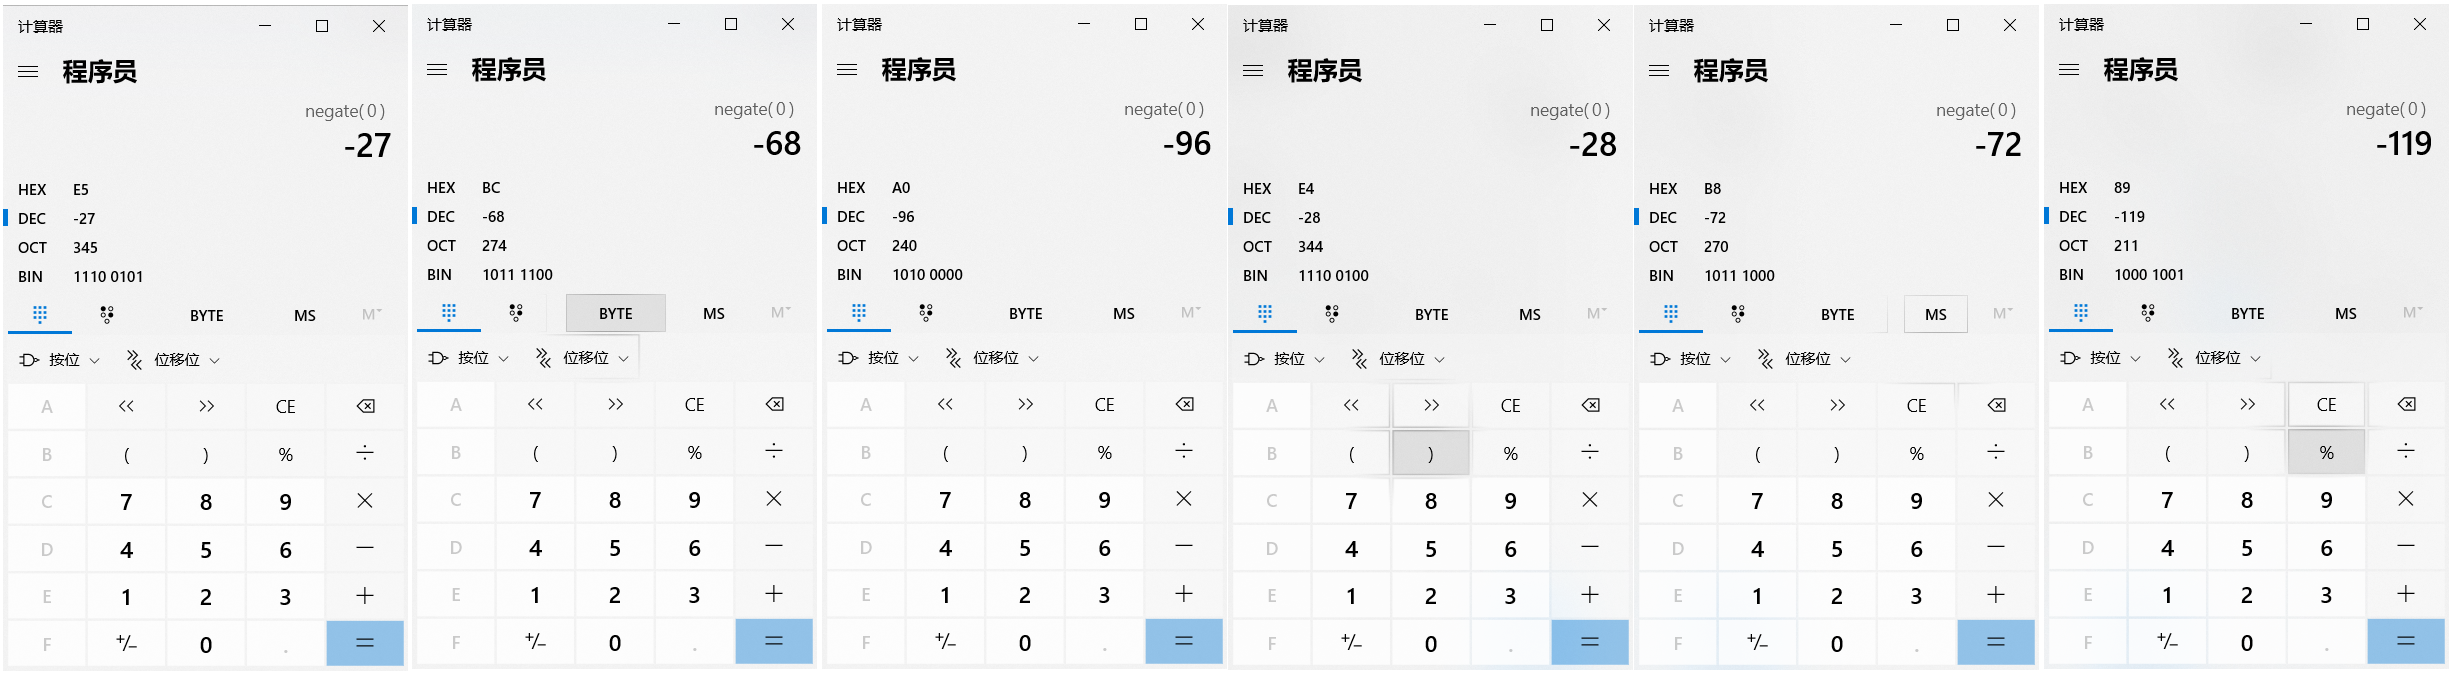 计算器
程序员
negate( 0 )
-27
HEX E5
DEC -27
OCT 345
BIN 1110 0101
BYTE MS M
按位 位移位
A << >> CE
B ( ) % ÷
C 7 8 9 ×
D 4 5 6 −
E 1 2 3 +
F +/− 0 . =
计算器
程序员
negate( 0 )
-68
HEX BC
DEC -68
OCT 274
BIN 1011 1100
BYTE MS M
按位 位移位
A << >> CE
B ( ) % ÷
C 7 8 9 ×
D 4 5 6 −
E 1 2 3 +
F +/− 0 . =
计算器
程序员
negate( 0 )
-96
HEX A0
DEC -96
OCT 240
BIN 1010 0000
BYTE MS M
按位 位移位
A << >> CE
B ( ) % ÷
C 7 8 9 ×
D 4 5 6 −
E 1 2 3 +
F +/− 0 . =
计算器
程序员
negate( 0 )
-28
HEX E4
DEC -28
OCT 344
BIN 1110 0100
BYTE MS M
按位 位移位
A << >> CE
B ( ) % ÷
C 7 8 9 ×
D 4 5 6 −
E 1 2 3 +
F +/− 0 . =
计算器
程序员
negate( 0 )
-72
HEX B8
DEC -72
OCT 270
BIN 1011 1000
BYTE MS M
按位 位移位
A << >> CE
B ( ) % ÷
C 7 8 9 ×
D 4 5 6 −
E 1 2 3 +
F +/− 0 . =
计算器
程序员
negate( 0 )
-119
HEX 89
DEC -119
OCT 211
BIN 1000 1001
BYTE MS M
按位 位移位
A << >> CE
B ( ) % ÷
C 7 8 9 ×
D 4 5 6 −
E 1 2 3 +
F +/− 0 . =